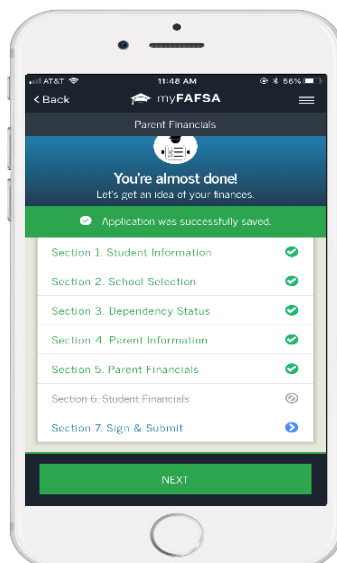 AT&T 11:48 AM 56%
Back myFAFSA
Parent Financials
You're almost done!
Let's get an idea of your finances.
Application was successfully saved.
Section 1. Student Information
Section 2. School Selection
Section 3. Dependency Status
Section 4. Parent Information
Section 5. Parent Financials
Section 6. Student Financials
Section 7. Sign & Submit
NEXT